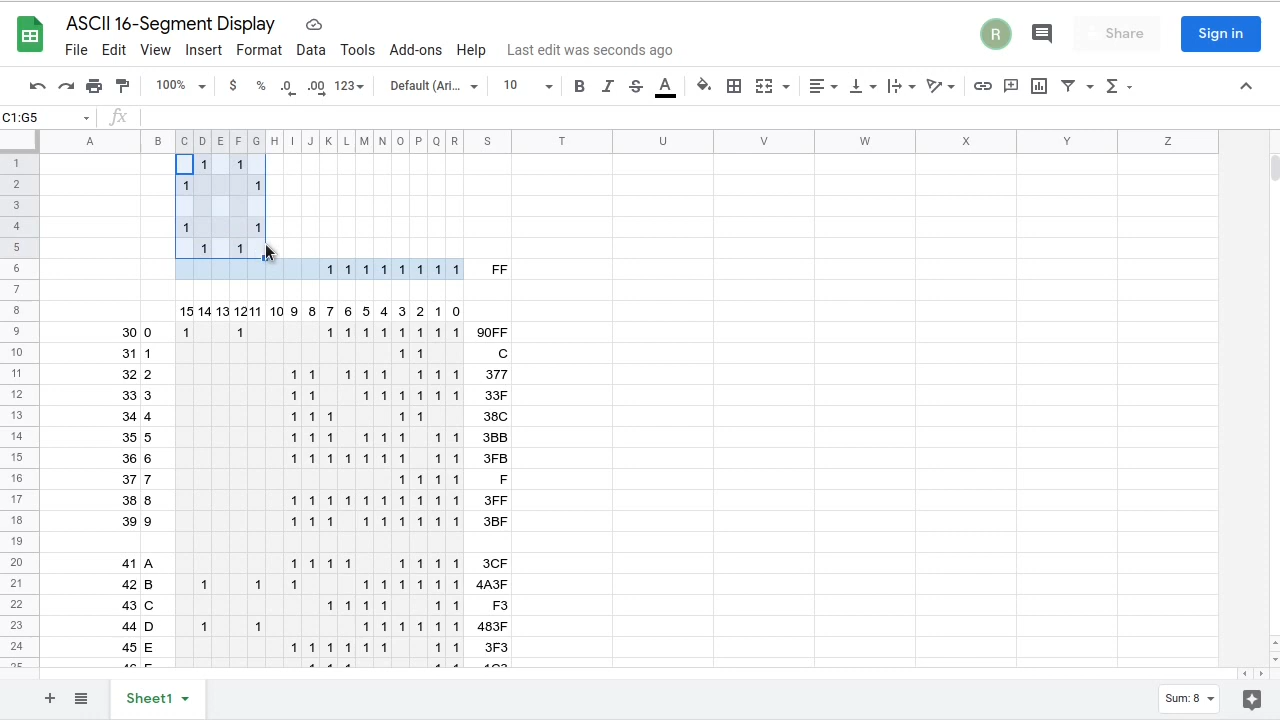 ASCII 16-Segment Display
File Edit View Insert Format Data Tools Add-ons Help Last edit was seconds ago
R Share Sign in
100% $ % .0 .00 123 Default (Ari... 10 B I S A Σ
C1:G5 fx
A B C D E F G H I J K L M N O P Q R S T U V W X Y Z
1 1 1
2 1 1
3
4 1 1
5 1 1
6 1 1 1 1 1 1 1 1 FF
7
8 15 14 13 12 11 10 9 8 7 6 5 4 3 2 1 0
9 30 0 1 1 1 1 1 1 1 1 1 1 90FF
10 31 1 1 1 C
11 32 2 1 1 1 1 1 1 1 1 377
12 33 3 1 1 1 1 1 1 1 1 33F
13 34 4 1 1 1 1 1 38C
14 35 5 1 1 1 1 1 1 1 1 3BB
15 36 6 1 1 1 1 1 1 1 1 1 3FB
16 37 7 1 1 1 1 F
17 38 8 1 1 1 1 1 1 1 1 1 1 3FF
18 39 9 1 1 1 1 1 1 1 1 1 3BF
19
20 41 A 1 1 1 1 1 1 1 1 3CF
21 42 B 1 1 1 1 1 1 1 1 1 4A3F
22 43 C 1 1 1 1 1 1 F3
23 44 D 1 1 1 1 1 1 1 1 483F
24 45 E 1 1 1 1 1 1 1 1 3F3
Sheet1
Sum: 8